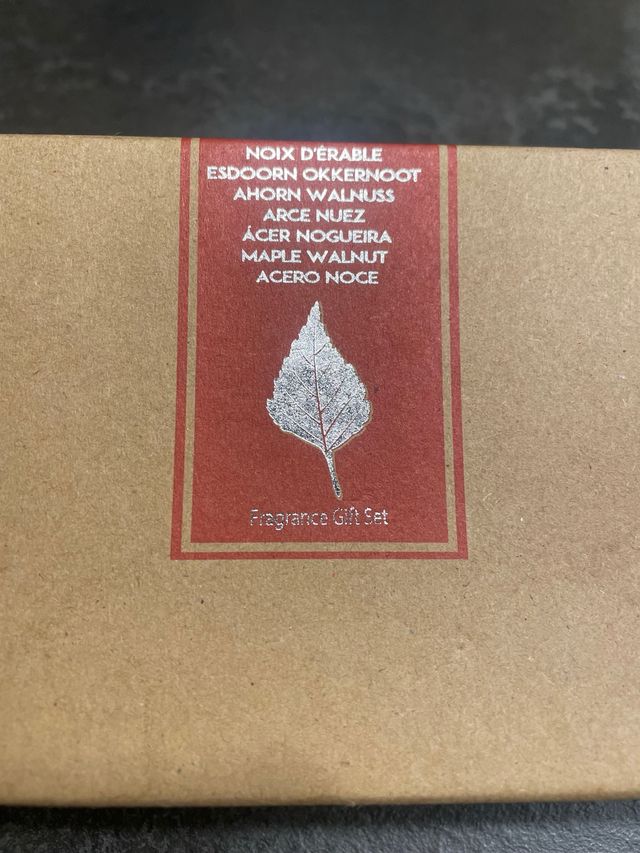 NOIX D'ÉRABLE
ESDOORN OKKERNOOT
AHORN WALNUSS
ARCE NUEZ
ÁCER NOGUEIRA
MAPLE WALNUT
ACERO NOCE
Fragrance Gift Set